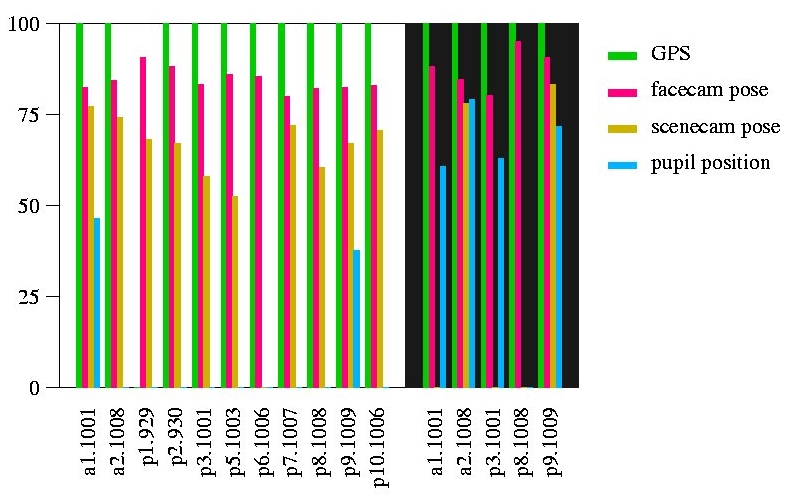 100
75
50
25
0
GPS
facecam pose
scenecam pose
pupil position
a1.1001
a2.1008
p1.929
p2.930
p3.1001
p5.1003
p6.1006
p7.1007
p8.1008
p9.1009
p10.1006
a1.1001
a2.1008
p3.1001
p8.1008
p9.1009